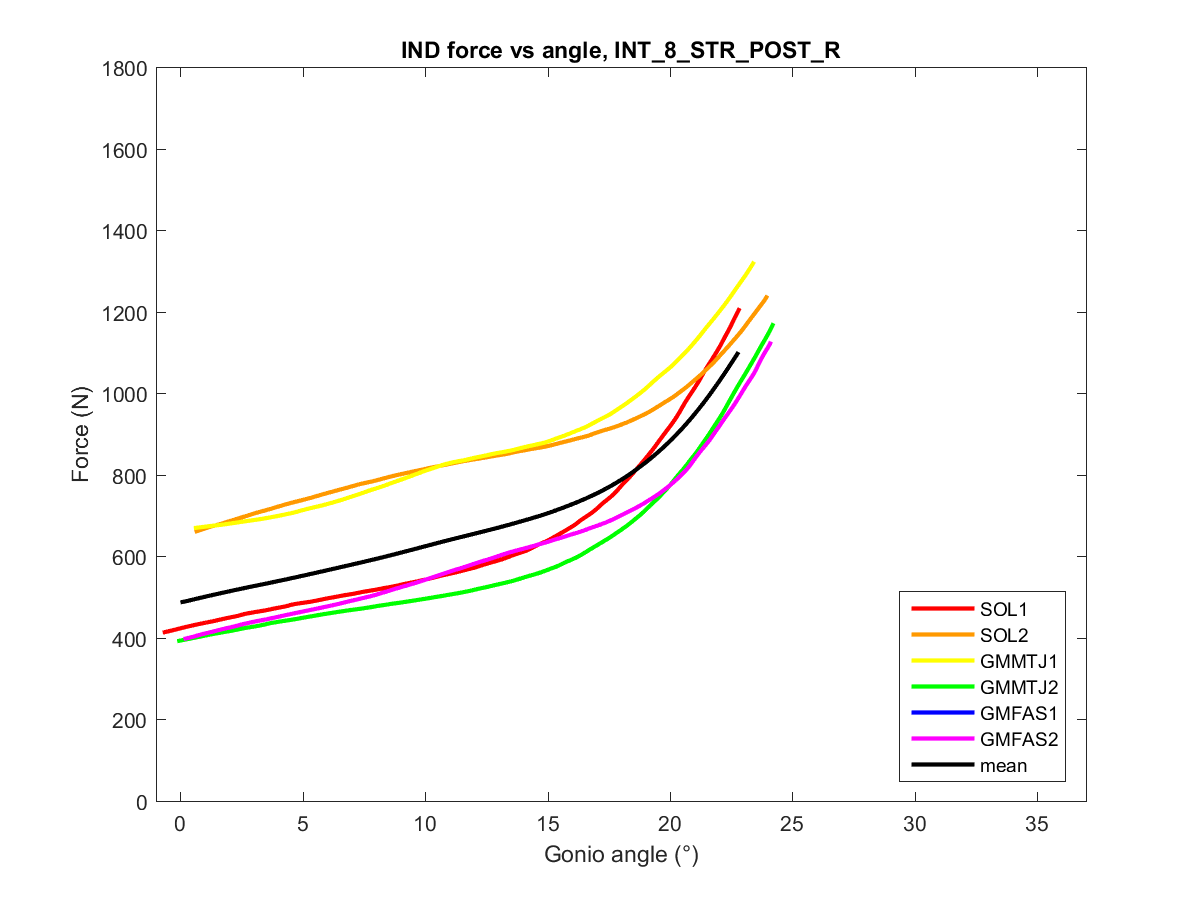 IND force vs angle, INT_8_STR_POST_R
1800
1600
1400
1200
1000
800
600
400
200
0
Force (N)
0 5 10 15 20 25 30 35
Gonio angle (°)
SOL1
SOL2
GMMTJ1
GMMTJ2
GMFAS1
GMFAS2
mean